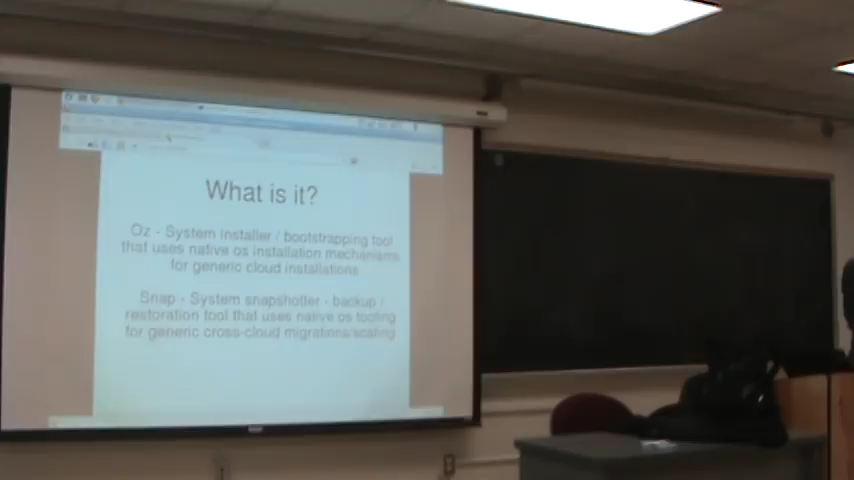 What is it?
Oz - System installer / bootstrapping tool
that uses native os installation mechanisms
for generic cloud installations
Snap - System snapshotter - backup /
restoration tool that uses native os tooling
for generic cross-cloud migrations/scaling